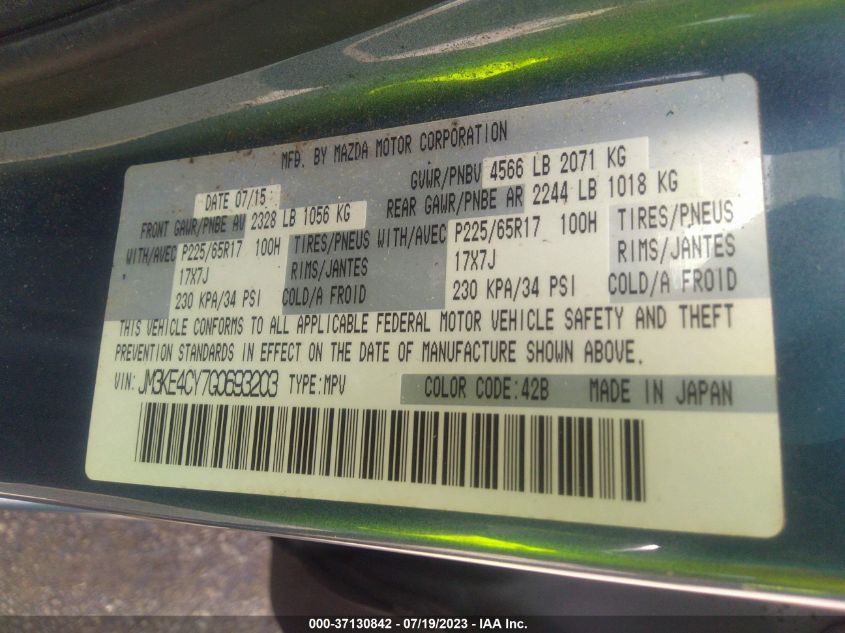 MFD. BY MAZDA MOTOR CORPORATION
DATE 07/15 GVWR/PNBV 4566 LB 2071 KG
FRONT GAWR/PNBE AV 2328 LB 1056 KG REAR GAWR/PNBE AR 2244 LB 1018 KG
WITH/AVEC P225/65R17 100H TIRES/PNEUS WITH/AVEC P225/65R17 100H TIRES/PNEUS
17X7J RIMS/JANTES 17X7J RIMS/JANTES
230 KPA/34 PSI COLD/A FROID 230 KPA/34 PSI COLD/A FROID
THIS VEHICLE CONFORMS TO ALL APPLICABLE FEDERAL MOTOR VEHICLE SAFETY AND THEFT
PREVENTION STANDARDS IN EFFECT ON THE DATE OF MANUFACTURE SHOWN ABOVE.
VIN: JM3KE4CY7G0693203 TYPE:MPV COLOR CODE:42B MADE IN JAPAN
000-37130842 - 07/19/2023 - IAA Inc.